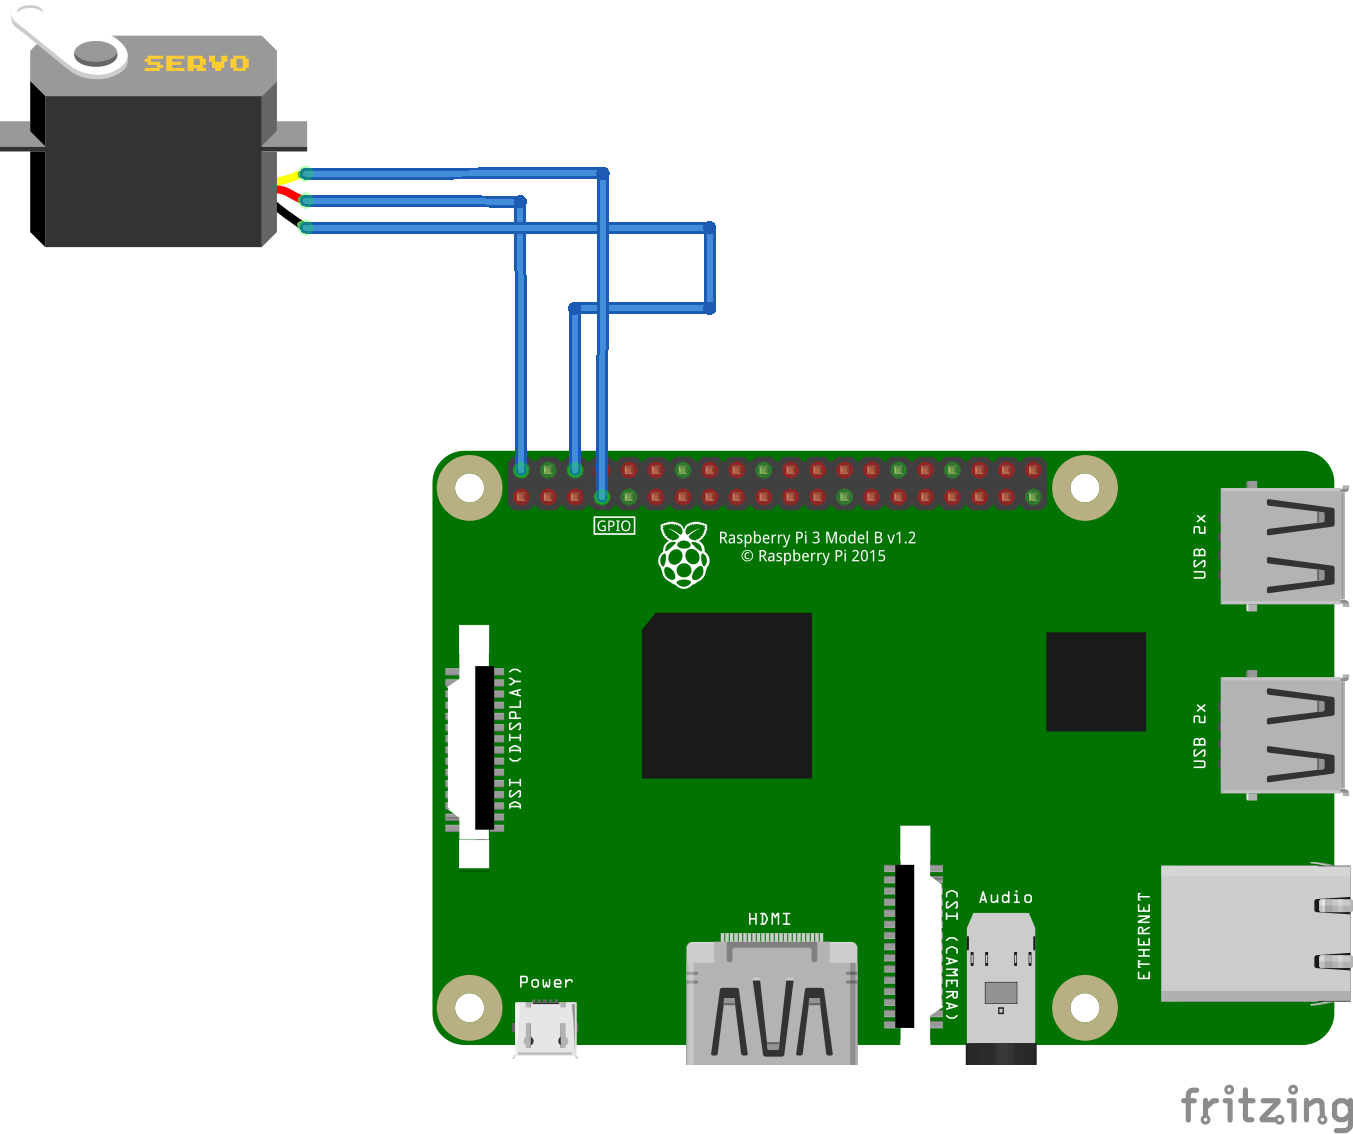 SERVO
GPIO
Raspberry Pi 3 Model B v1.2
© Raspberry Pi 2015
USB 2x
DSI (DISPLAY)
USB 2x
HDMI
CSI (CAMERA)
Audio
ETHERNET
Power
fritzing